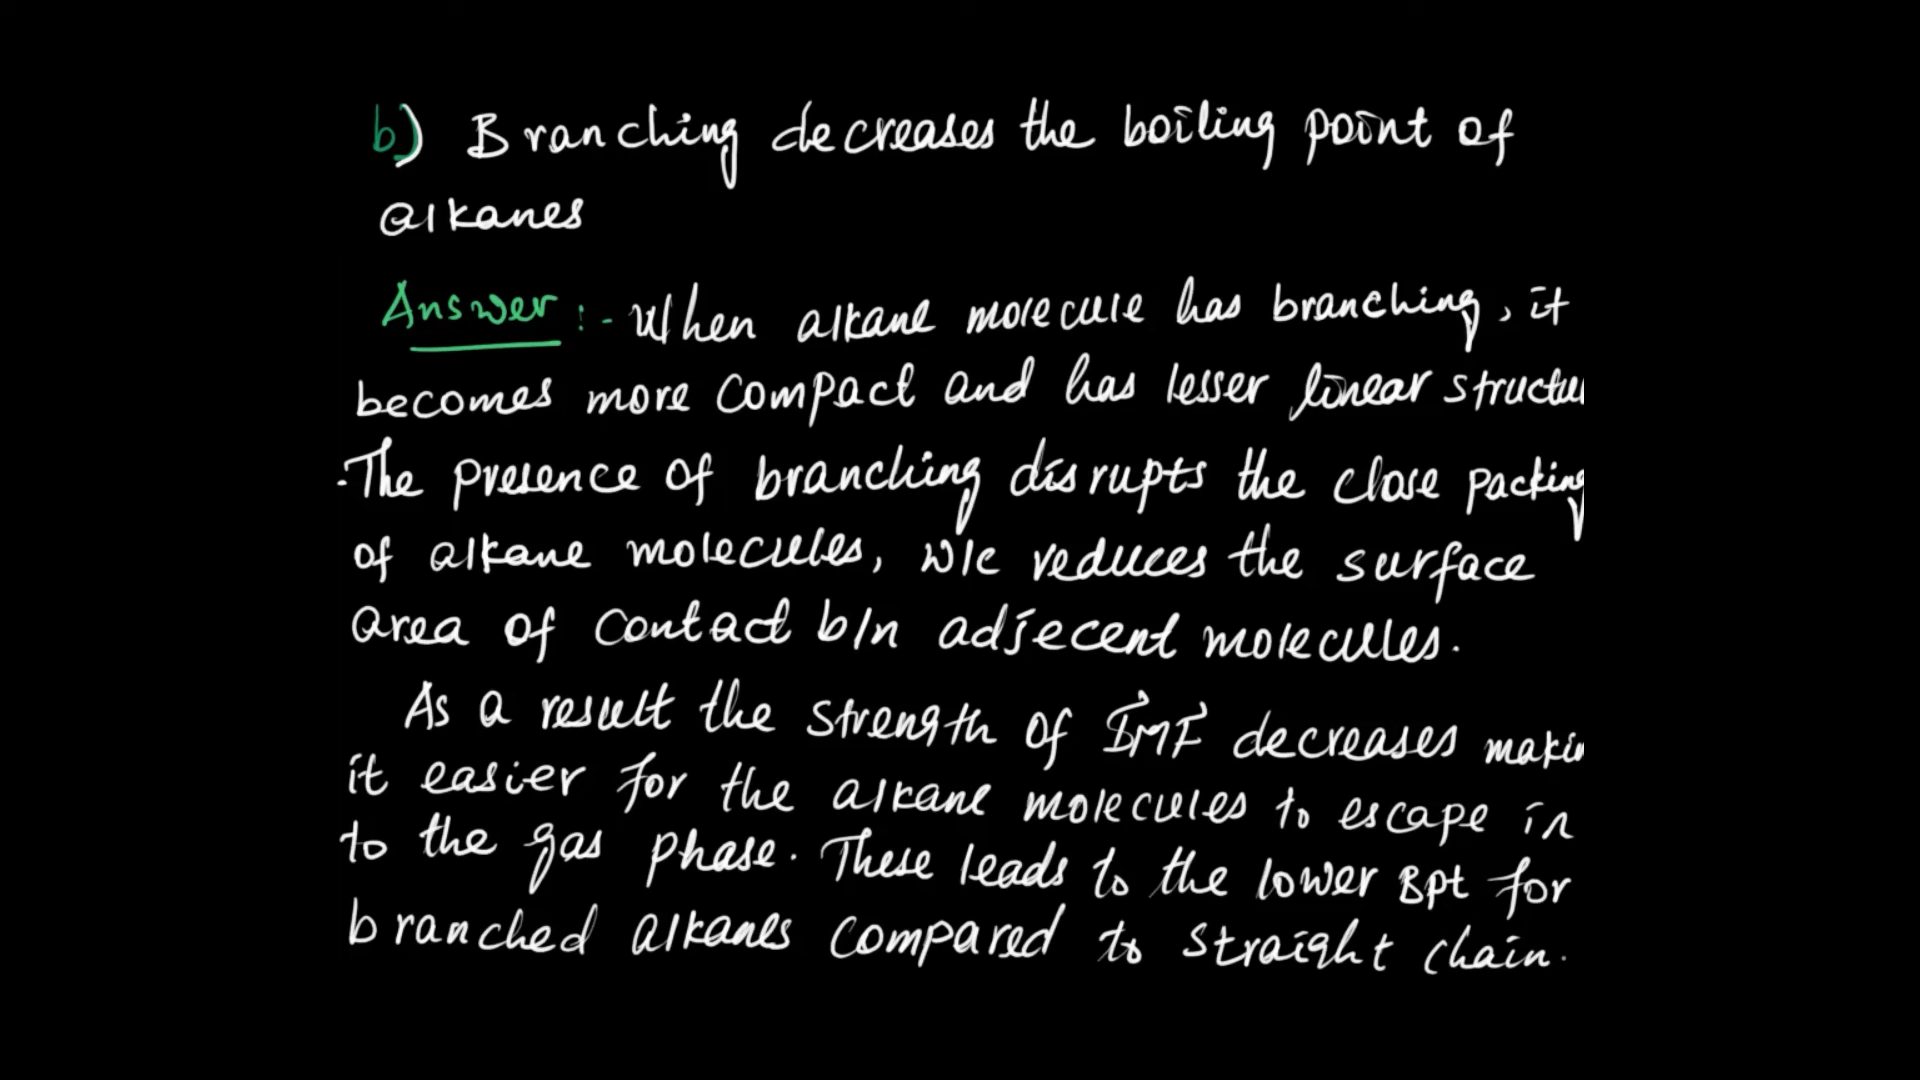 b) Branching decreases the boiling point of
alkanes
Answer :- When alkane molecule has branching, it
becomes more compact and has lesser linear structu
.The presence of branching disrupts the close packing
of alkane molecules, w/c reduces the surface
area of contact b/n adjecent molecules.
As a result the strength of IMF decreases makin
it easier for the alkane molecules to escape in
to the gas phase. These leads to the lower Bpt for
branched alkanes compared to straight chain.